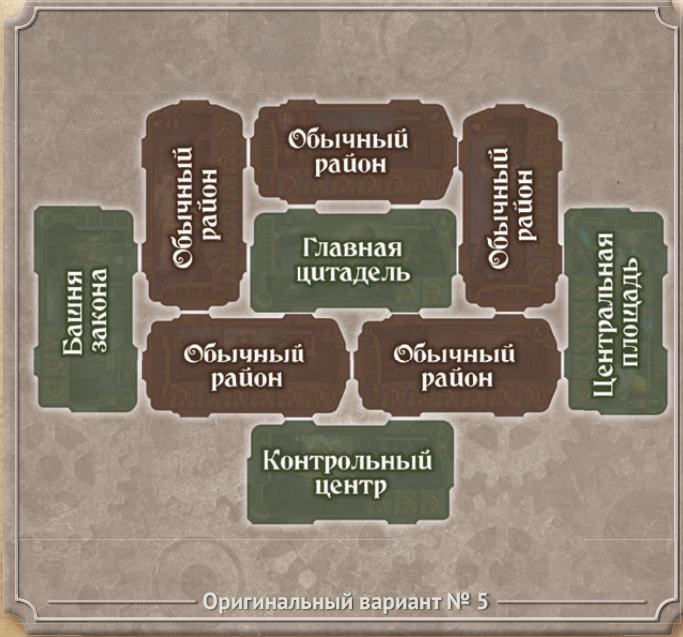 Обычный
район
Обычный
район
Обычный
район
Башня
закона
Главная
цитадель
Центральная
площадь
Обычный
район
Обычный
район
Контрольный
центр
Оригинальный вариант № 5